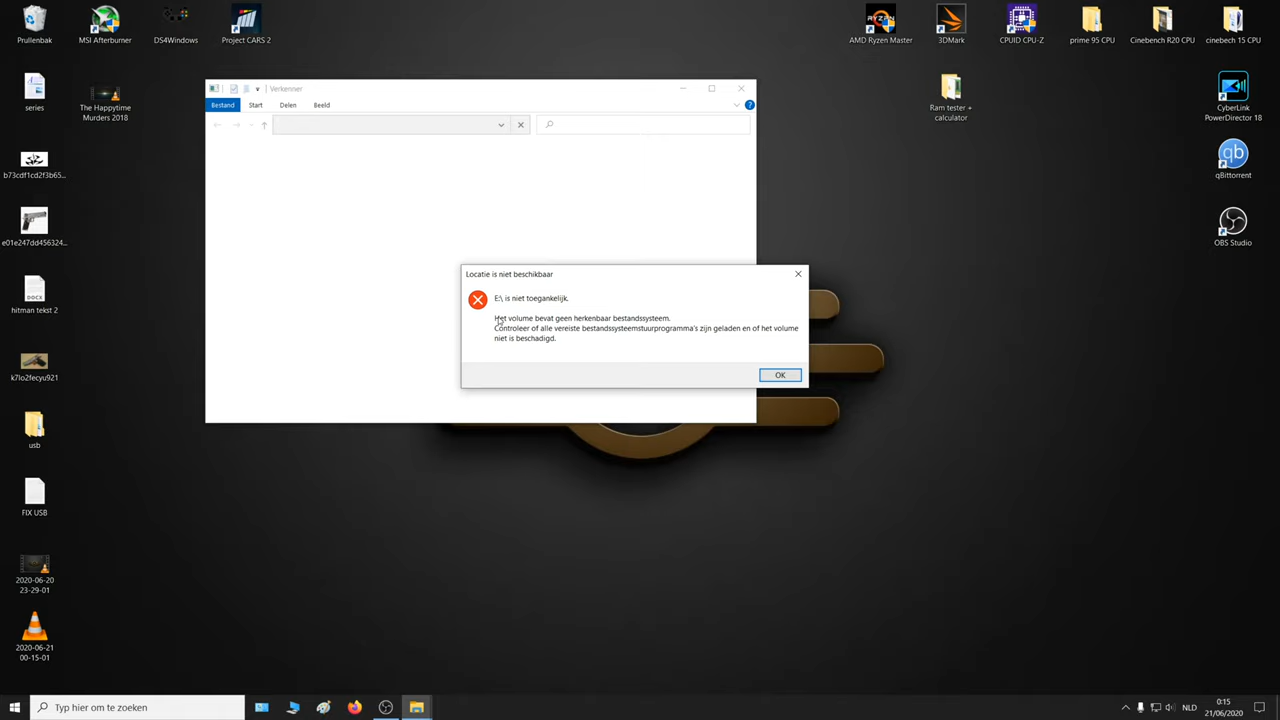 Prullenbak
MSI Afterburner
DS4Windows
Project CARS 2
AMD Ryzen Master
3DMark
CPUID CPU-Z
prime 95 CPU
Cinebench R20 CPU
cinebech 15 CPU
series
The Happytime
Murders 2018
Ram tester +
calculator
CyberLink
PowerDirector 18
b73cdf1cd2f3b65...
qBittorrent
e01e247dd456324...
OBS Studio
hitman tekst 2
k7lo2fecyu921
usb
FIX USB
2020-06-20
23-29-01
2020-06-21
00-15-01
Verkenner
Bestand
Start
Delen
Beeld
Locatie is niet beschikbaar
E:\ is niet toegankelijk.
Het volume bevat geen herkenbaar bestandssysteem.
Controleer of alle vereiste bestandssysteemstuurprogramma's zijn geladen en of het volume
niet is beschadigd.
OK
DOCX
qb
Typ hier om te zoeken
NLD
0:15
21/06/2020